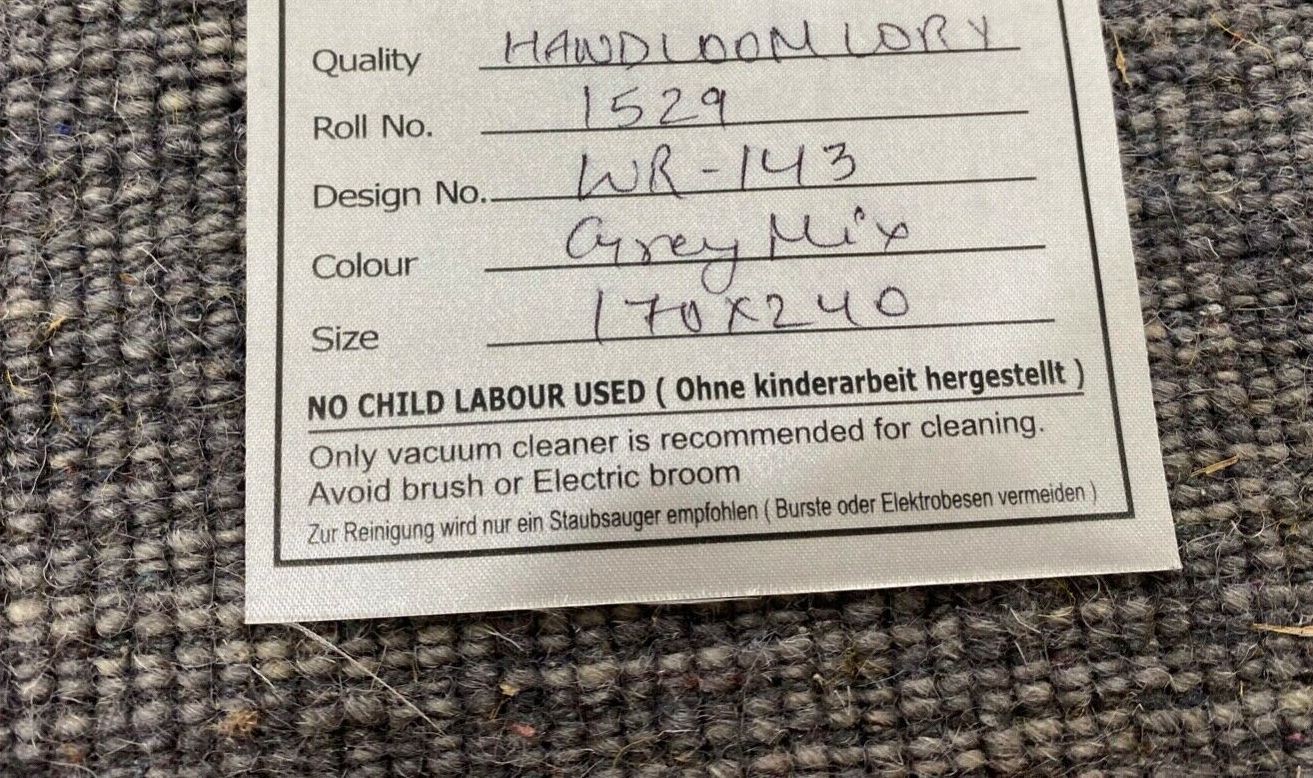 Quality HANDLOOM LORY
Roll No. 1529
Design No. WR-143
Colour Grey Mix
Size 170x240
NO CHILD LABOUR USED ( Ohne kinderarbeit hergestellt )
Only vacuum cleaner is recommended for cleaning.
Avoid brush or Electric broom
Zur Reinigung wird nur ein Staubsauger empfohlen ( Burste oder Elektrobesen vermeiden )